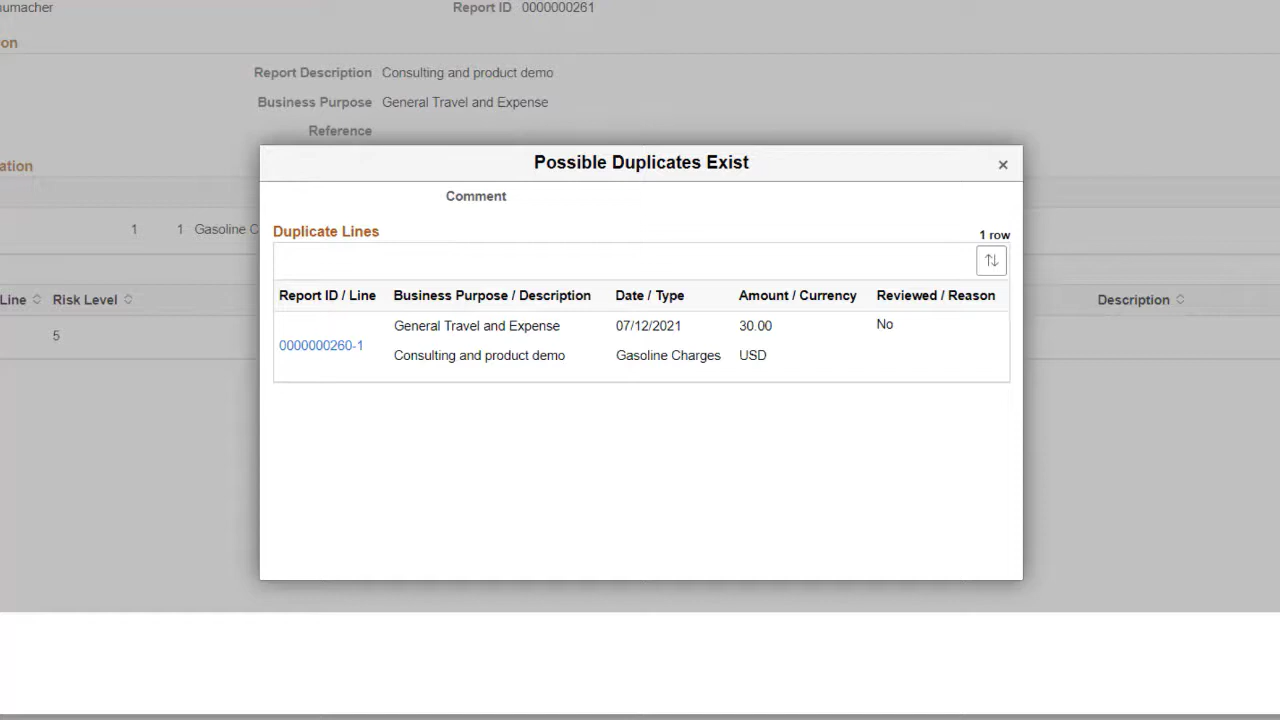 umacher Report ID 0000000261
on
Report Description Consulting and product demo
Business Purpose General Travel and Expense
Reference
Possible Duplicates Exist ×
ation
Comment
1 1 Gasoline C
Duplicate Lines
1 row
Line Risk Level Description
Report ID / Line Business Purpose / Description Date / Type Amount / Currency Reviewed / Reason
5
0000000260-1 General Travel and Expense 07/12/2021 30.00 No
Consulting and product demo Gasoline Charges USD